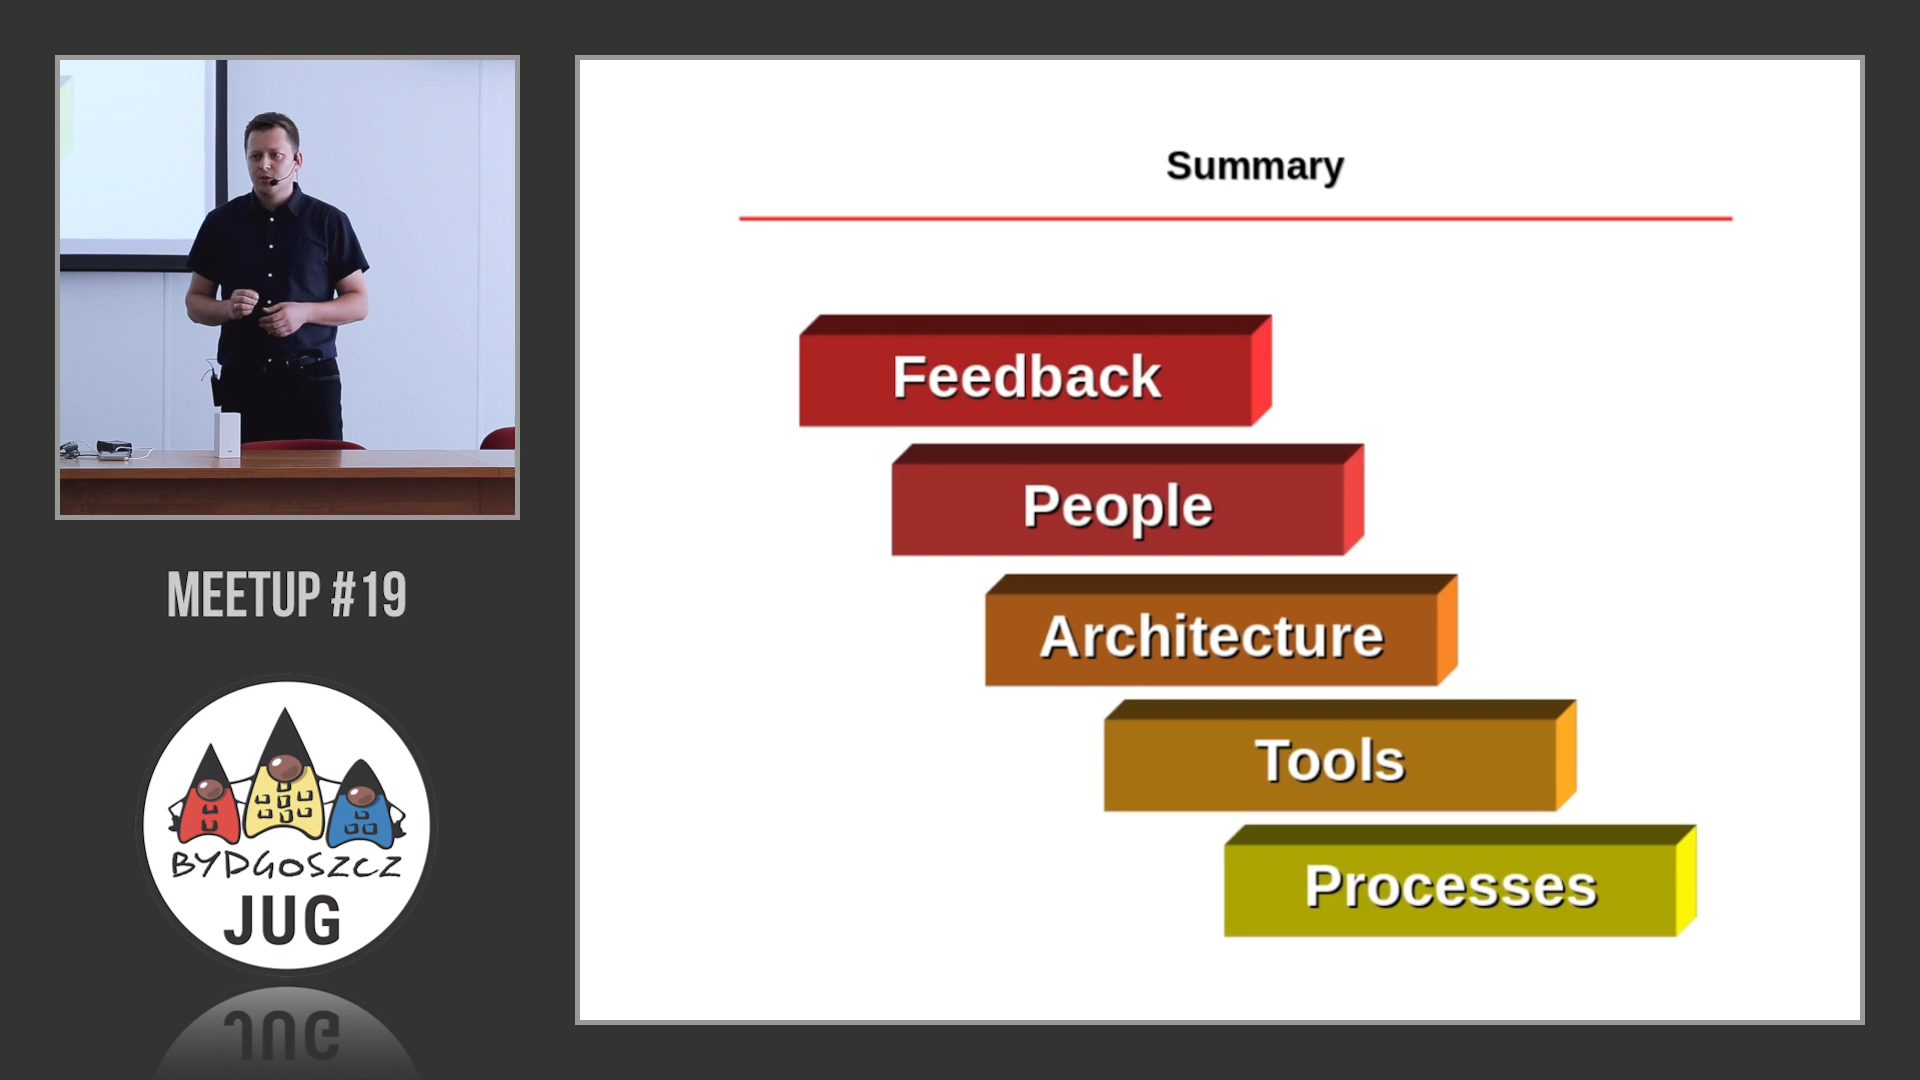 MEETUP #19
BYDGOSZCZ
JUG
Summary
Feedback
People
Architecture
Tools
Processes